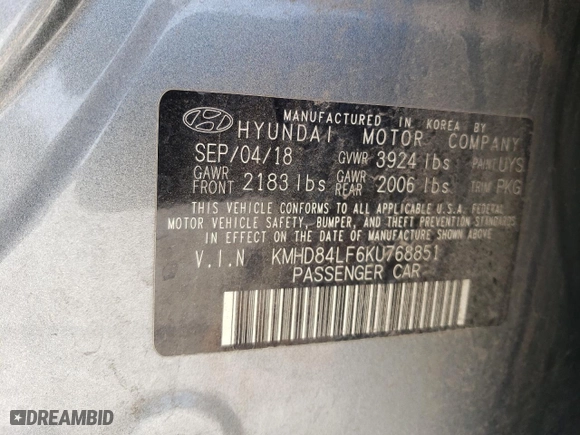 MANUFACTURED IN KOREA BY
HYUNDAI MOTOR COMPANY
SEP/04/18 GVWR 3924 lbs PAINT UYS
GAWR FRONT 2183 lbs GAWR REAR 2006 lbs TRIM PKG
THIS VEHICLE CONFORMS TO ALL APPLICABLE U.S.A. FEDERAL
MOTOR VEHICLE SAFETY, BUMPER, AND THEFT PREVENTION STANDARDS
IN EFFECT ON THE DATE OF MANUFACTURE SHOWN ABOVE.
V.I.N KMHD84LF6KU768851
PASSENGER CAR
DREAMBID